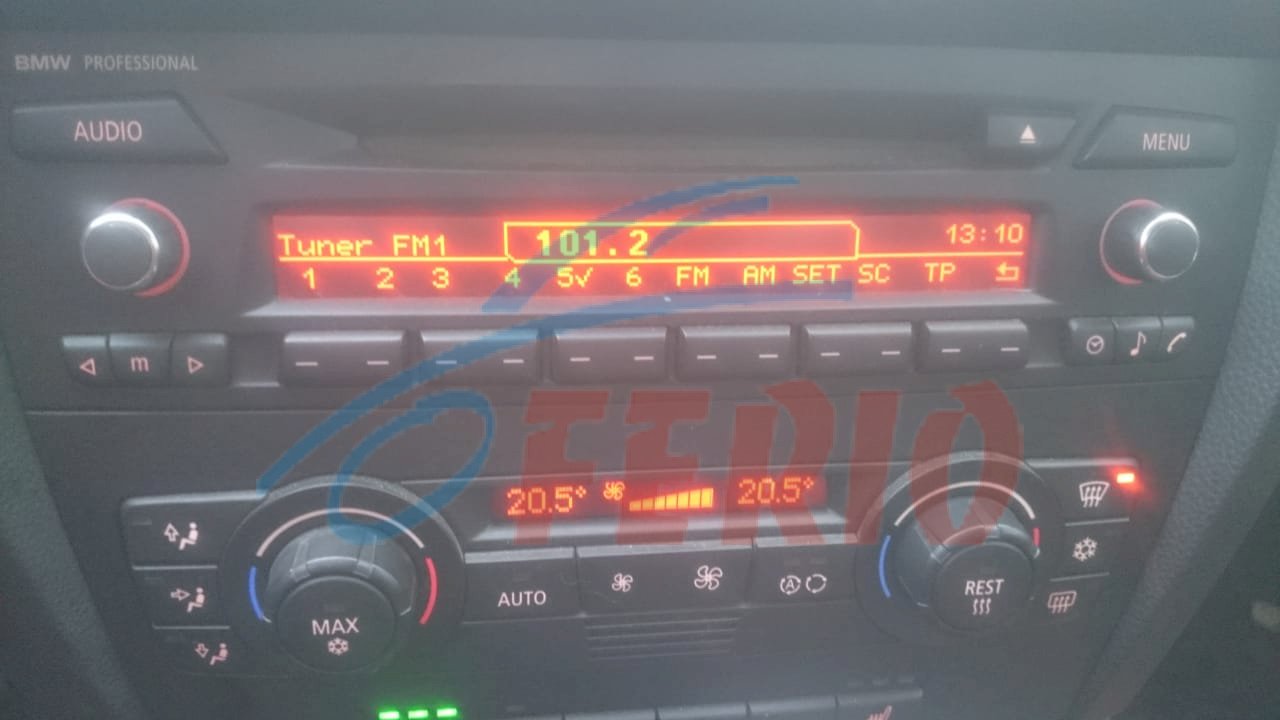 BMW PROFESSIONAL
AUDIO
MENU
Tuner FM1 101.2 13:10
1 2 3 4 5√ 6 FM AM SET SC TP
m
FERIO
20.5° 20.5°
AUTO
A
MAX
REST